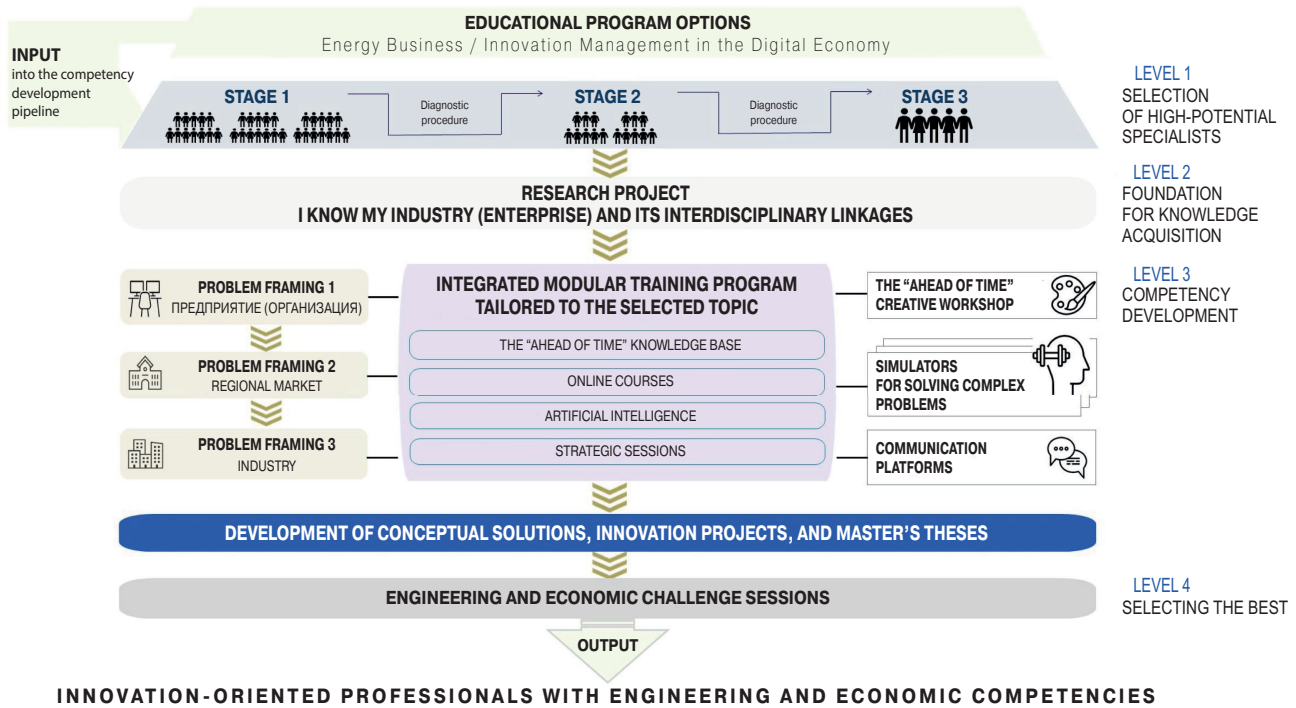 EDUCATIONAL PROGRAM OPTIONS
Energy Business / Innovation Management in the Digital Economy
INPUT
into the competency
development
pipeline
STAGE 1
Diagnostic
procedure
STAGE 2
Diagnostic
procedure
STAGE 3
LEVEL 1
SELECTION
OF HIGH-POTENTIAL
SPECIALISTS
RESEARCH PROJECT
I KNOW MY INDUSTRY (ENTERPRISE) AND ITS INTERDISCIPLINARY LINKAGES
LEVEL 2
FOUNDATION
FOR KNOWLEDGE
ACQUISITION
PROBLEM FRAMING 1
ПРЕДПРИЯТИЕ (ОРГАНИЗАЦИЯ)
PROBLEM FRAMING 2
REGIONAL MARKET
PROBLEM FRAMING 3
INDUSTRY
INTEGRATED MODULAR TRAINING PROGRAM
TAILORED TO THE SELECTED TOPIC
THE “AHEAD OF TIME” KNOWLEDGE BASE
ONLINE COURSES
ARTIFICIAL INTELLIGENCE
STRATEGIC SESSIONS
THE “AHEAD OF TIME”
CREATIVE WORKSHOP
SIMULATORS
FOR SOLVING COMPLEX
PROBLEMS
COMMUNICATION
PLATFORMS
LEVEL 3
COMPETENCY
DEVELOPMENT
DEVELOPMENT OF CONCEPTUAL SOLUTIONS, INNOVATION PROJECTS, AND MASTER’S THESES
ENGINEERING AND ECONOMIC CHALLENGE SESSIONS
LEVEL 4
SELECTING THE BEST
OUTPUT
INNOVATION-ORIENTED PROFESSIONALS WITH ENGINEERING AND ECONOMIC COMPETENCIES